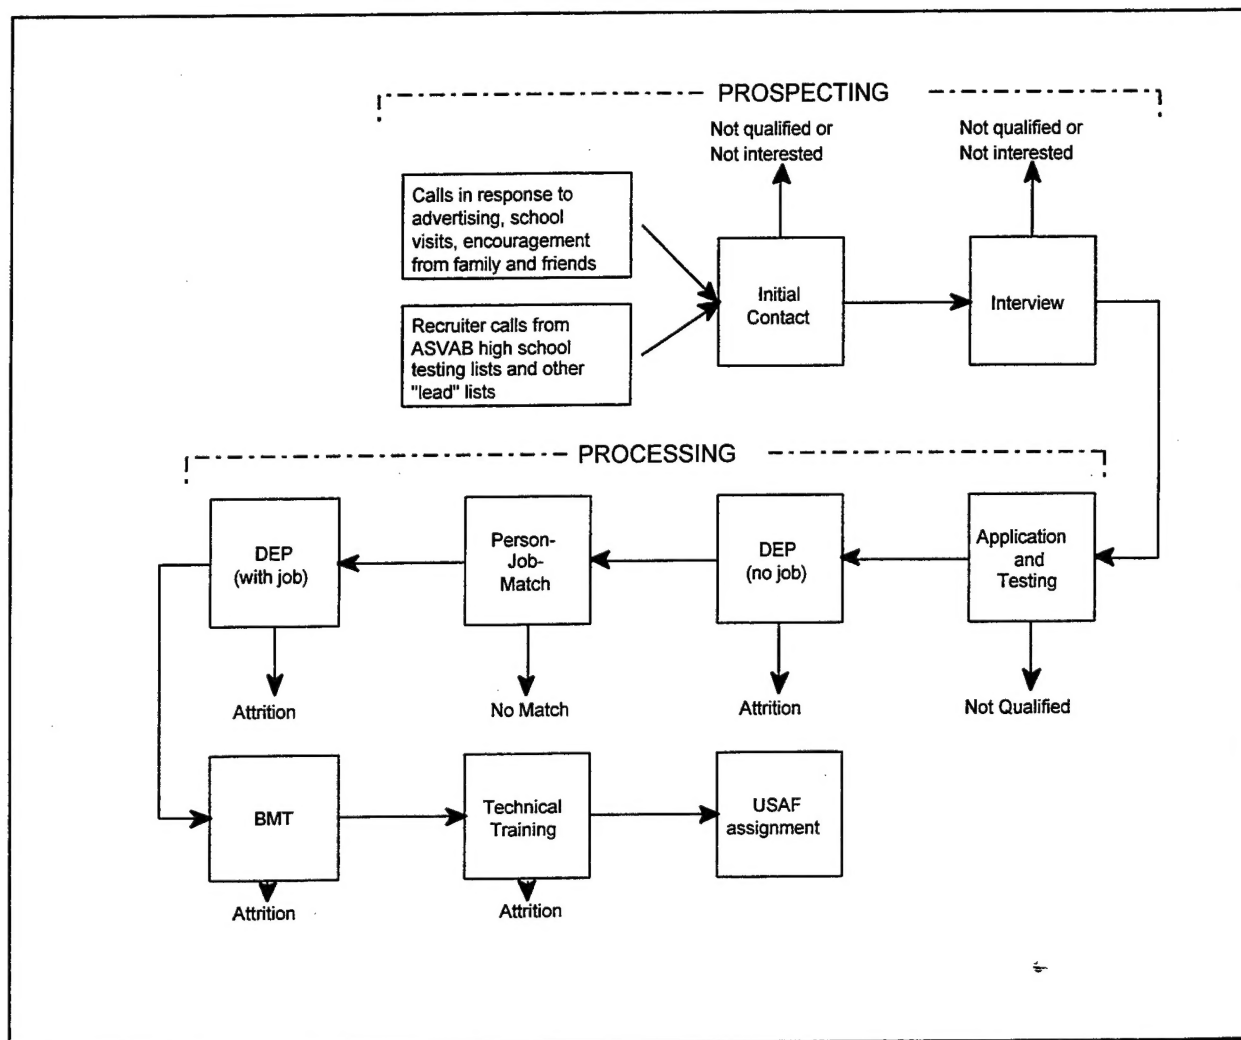 PROSPECTING
Not qualified or
Not interested
Not qualified or
Not interested
Calls in response to
advertising, school
visits, encouragement
from family and friends
Initial
Contact
Interview
Recruiter calls from
ASVAB high school
testing lists and other
"lead" lists
PROCESSING
DEP
(with job)
Person-
Job-
Match
DEP
(no job)
Application
and
Testing
Attrition
No Match
Attrition
Not Qualified
BMT
Technical
Training
USAF
assignment
Attrition
Attrition